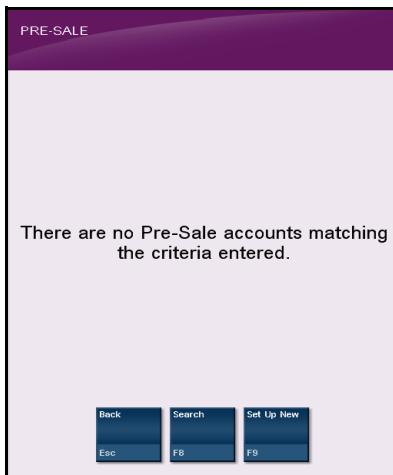 PRE-SALE
There are no Pre-Sale accounts matching
the criteria entered.
Back Search Set Up New
Esc F8 F9